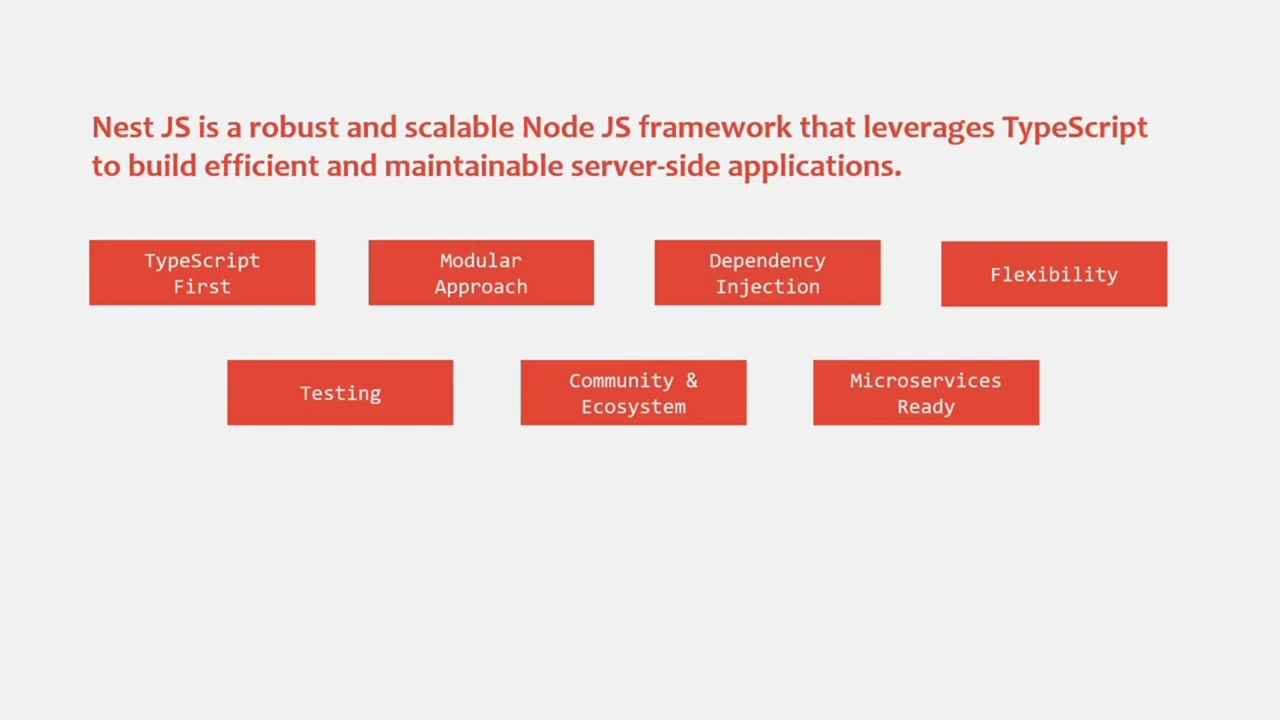 Nest JS is a robust and scalable Node JS framework that leverages TypeScript
to build efficient and maintainable server-side applications.
TypeScript
First
Modular
Approach
Dependency
Injection
Flexibility
Testing
Community &
Ecosystem
Microservices
Ready